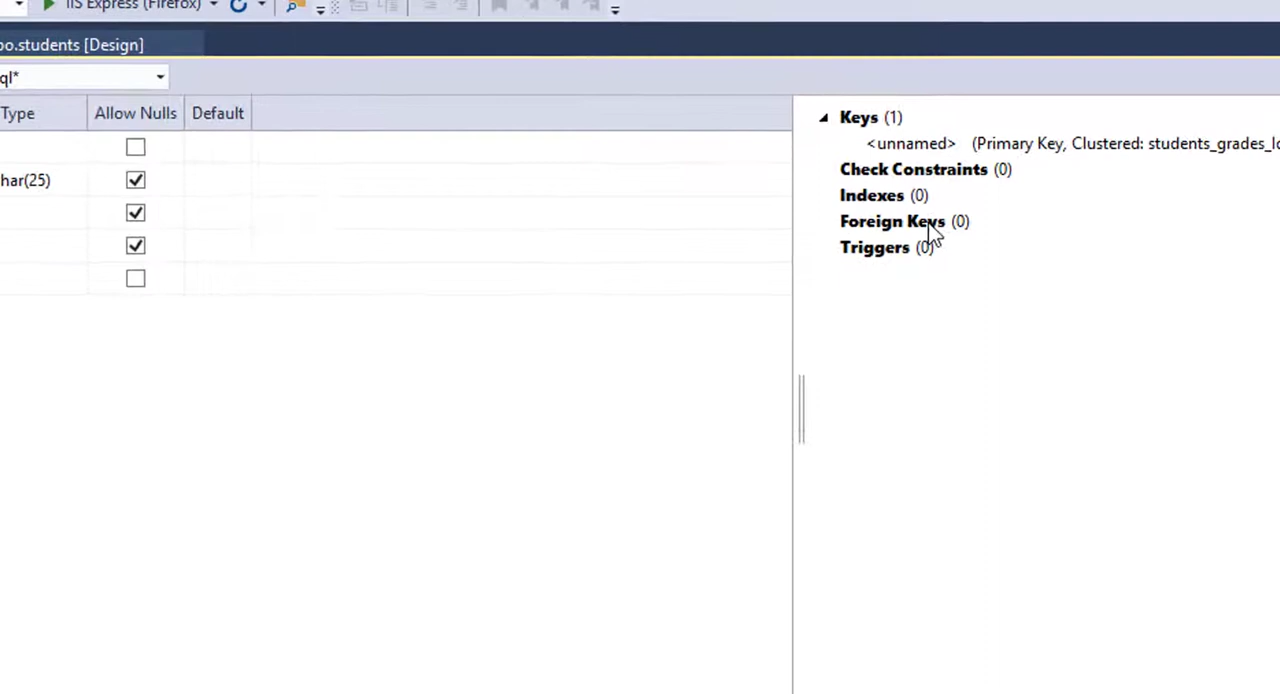 IIS Express (Firefox)
oo.students [Design]
ql*
Type Allow Nulls Default
har(25)
Keys (1)
<unnamed> (Primary Key, Clustered: students_grades_lo
Check Constraints (0)
Indexes (0)
Foreign Keys (0)
Triggers (0)